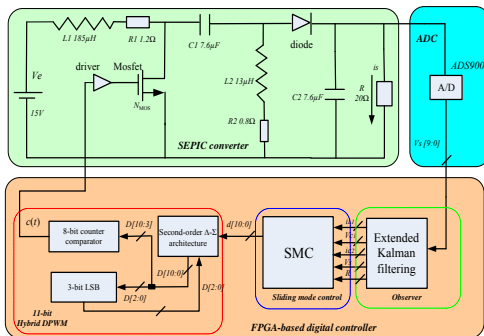 L1 185μH
R1 1.2Ω
C1 7.6μF
diode
ADC
ADS900
driver
Mosfet
Ve
15V
NMOS
L2 13μH
C2 7.6μF
is
R
20Ω
A/D
R2 0.8Ω
SEPIC converter
Vs [9:0]
c(t)
D[10:3]
8-bit counter
comparator
Second-order Δ-Σ
architecture
d[10:0]
SMC
Extended
Kalman
filtering
D[10:0]
D[2:0]
3-bit LSB
D[2:0]
11-bit
Hybrid DPWM
Sliding mode control
Observer
FPGA-based digital controller